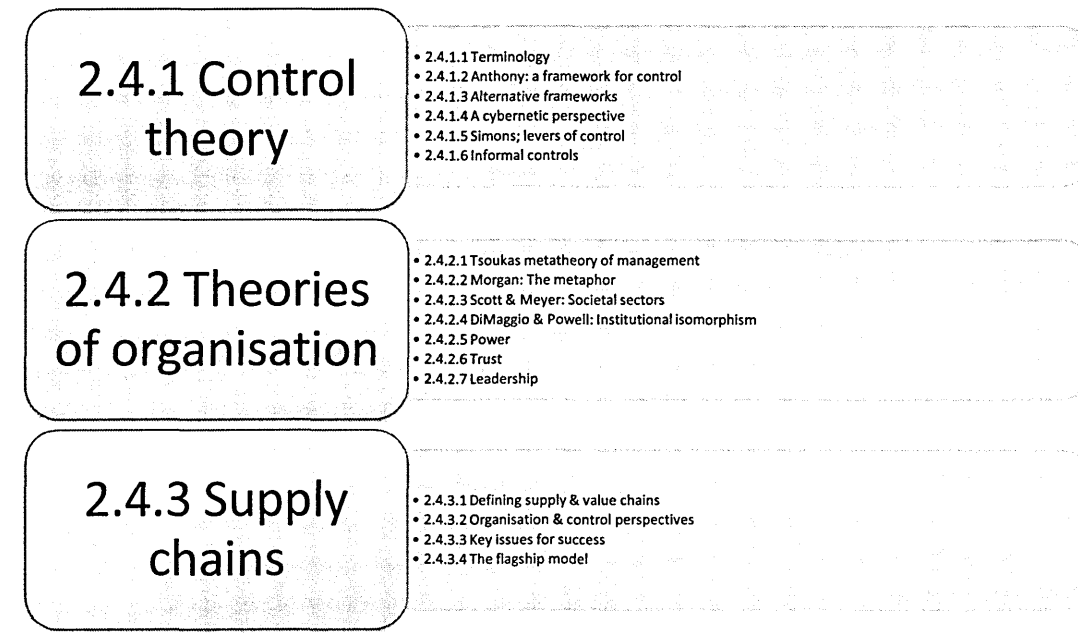 2.4.1 Control
theory
• 2.4.1.1 Terminology
• 2.4.1.2 Anthony: a framework for control
• 2.4.1.3 Alternative frameworks
• 2.4.1.4 A cybernetic perspective
• 2.4.1.5 Simons; levers of control
• 2.4.1.6 Informal controls
2.4.2 Theories
of organisation
• 2.4.2.1 Tsoukas metatheory of management
• 2.4.2.2 Morgan: The metaphor
• 2.4.2.3 Scott & Meyer: Societal sectors
• 2.4.2.4 DiMaggio & Powell: Institutional isomorphism
• 2.4.2.5 Power
• 2.4.2.6 Trust
• 2.4.2.7 Leadership
2.4.3 Supply
chains
• 2.4.3.1 Defining supply & value chains
• 2.4.3.2 Organisation & control perspectives
• 2.4.3.3 Key issues for success
• 2.4.3.4 The flagship model